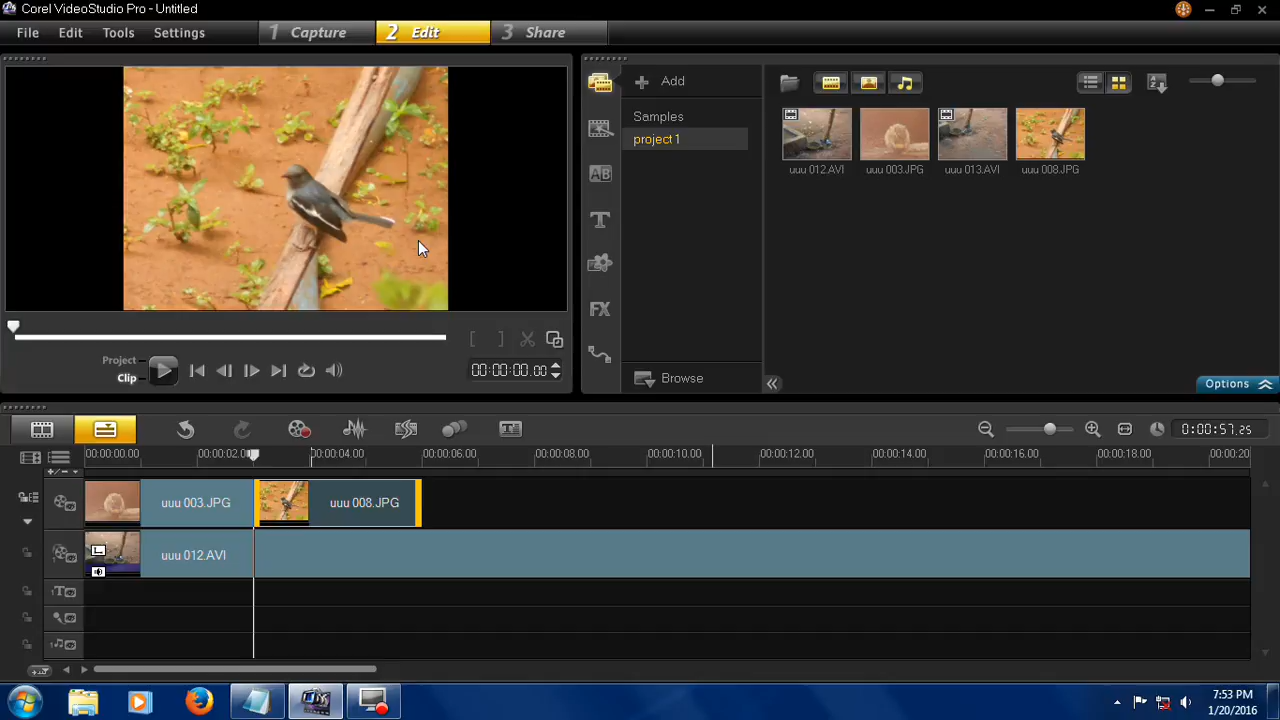 Corel VideoStudio Pro - Untitled
File Edit Tools Settings 1 Capture 2 Edit 3 Share
Add
Samples
project 1
uuu 012.AVI uuu 003.JPG uuu 013.AVI uuu 008.JPG
AB
T
FX
Project
Clip
00:00:00.00
Browse
Options
0:00:57.25
00:00:00.00 00:00:02.00 00:00:04.00 00:00:06.00 00:00:08.00 00:00:10.00 00:00:12.00 00:00:14.00 00:00:16.00 00:00:18.00 00:00:20
uuu 003.JPG uuu 008.JPG
uuu 012.AVI
7:53 PM
1/20/2016